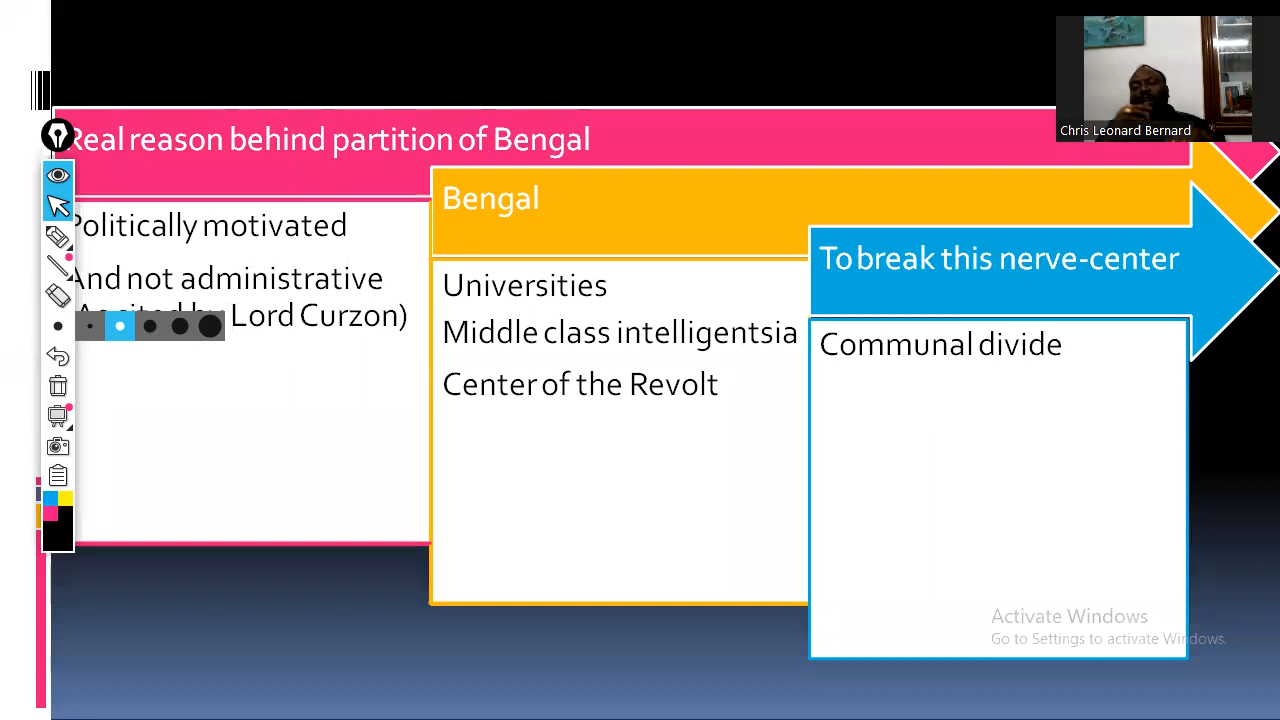 Real reason behind partition of Bengal
Politically motivated
And not administrative
Lord Curzon)
Bengal
Universities
Middle class intelligentsia
Center of the Revolt
To break this nerve-center
Communal divide
Chris Leonard Bernard
Activate Windows
Go to Settings to activate Windows.